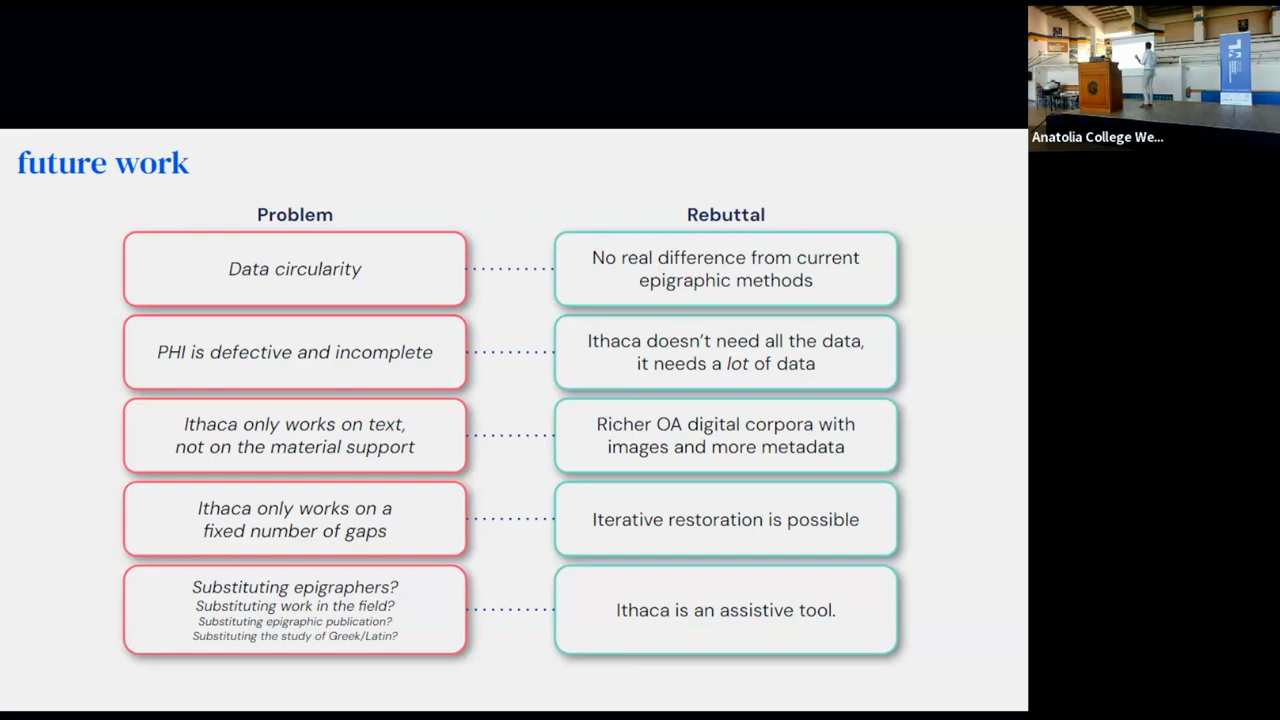 future work
Problem
Rebuttal
Data circularity
No real difference from current
epigraphic methods
PHI is defective and incomplete
Ithaca doesn't need all the data,
it needs a lot of data
Ithaca only works on text,
not on the material support
Richer OA digital corpora with
images and more metadata
Ithaca only works on a
fixed number of gaps
Iterative restoration is possible
Substituting epigraphers?
Substituting work in the field?
Substituting epigraphic publication?
Substituting the study of Greek/Latin?
Ithaca is an assistive tool.
Anatolia College We...